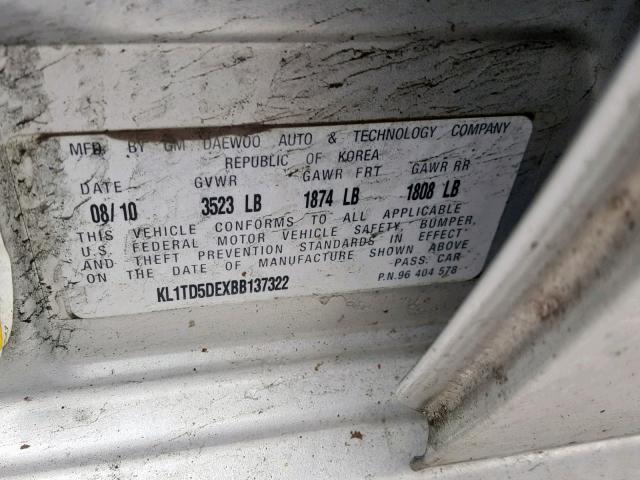 MFD. BY GM DAEWOO AUTO & TECHNOLOGY COMPANY
REPUBLIC OF KOREA
DATE GVWR GAWR FRT GAWR RR
08/10 3523 LB 1874 LB 1808 LB
THIS VEHICLE CONFORMS TO ALL APPLICABLE
U.S. FEDERAL MOTOR VEHICLE SAFETY, BUMPER,
AND THEFT PREVENTION STANDARDS IN EFFECT
ON THE DATE OF MANUFACTURE SHOWN ABOVE
PASS. CAR
KL1TD5DEXBB137322 P.N. 96 404 578